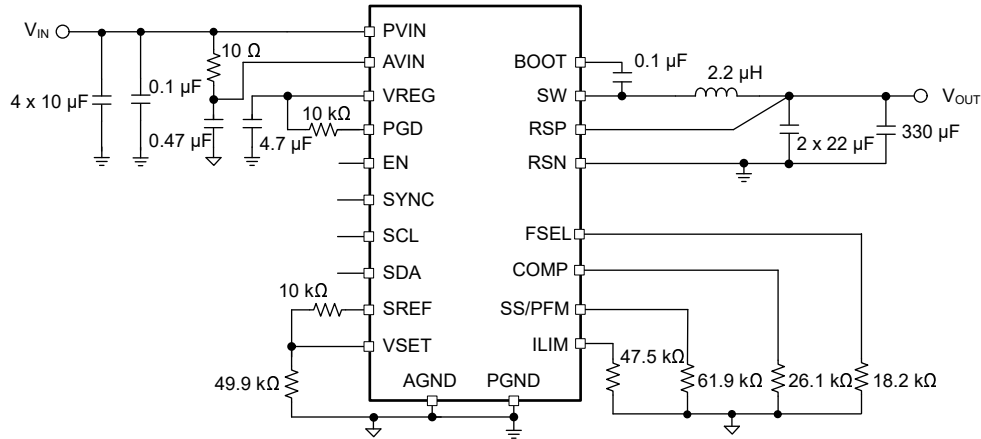 VIN
10 Ω
4 x 10 µF
0.1 µF
0.47 µF
4.7 µF
10 kΩ
10 kΩ
49.9 kΩ
PVIN
AVIN
VREG
PGD
EN
SYNC
SCL
SDA
SREF
VSET
AGND
PGND
BOOT
SW
RSP
RSN
FSEL
COMP
SS/PFM
ILIM
0.1 µF
2.2 µH
VOUT
2 x 22 µF
330 µF
47.5 kΩ
61.9 kΩ
26.1 kΩ
18.2 kΩ